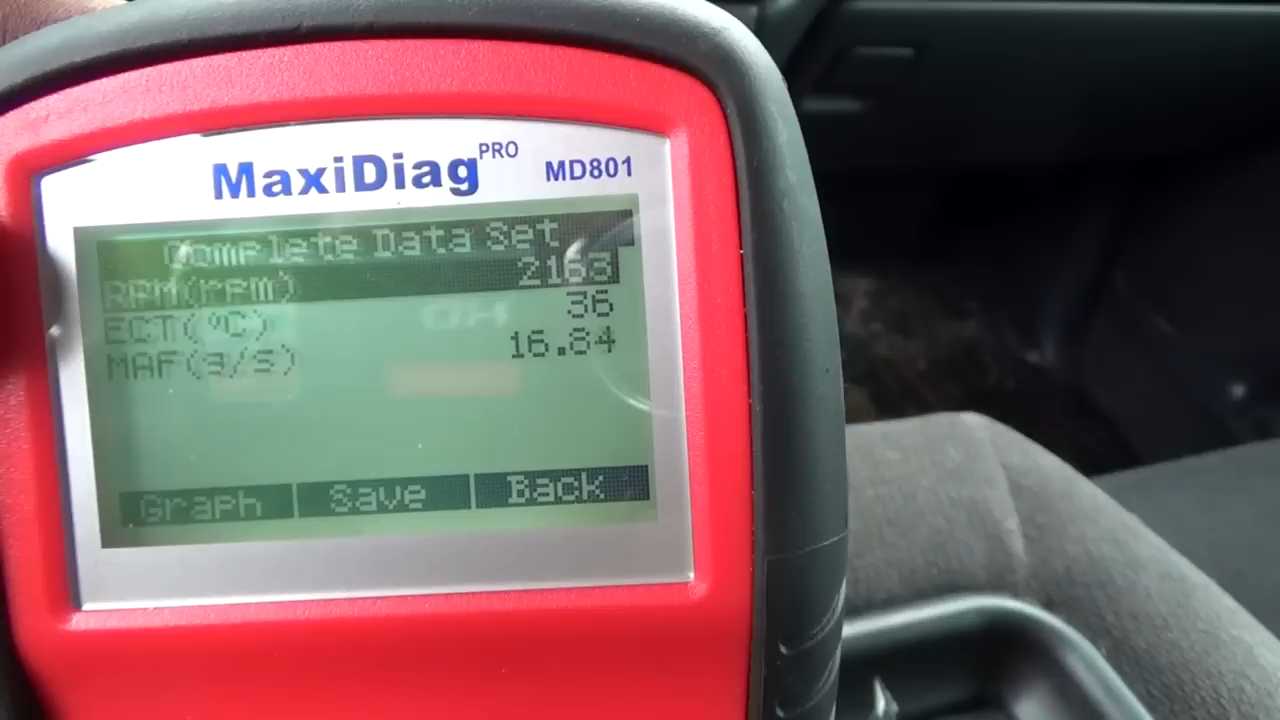 MaxiDiag PRO MD801
Complete Data Set
RPM(rpm) 2163
ECT(ºC) 36
MAF(g/s) 16.84
Graph Save Back